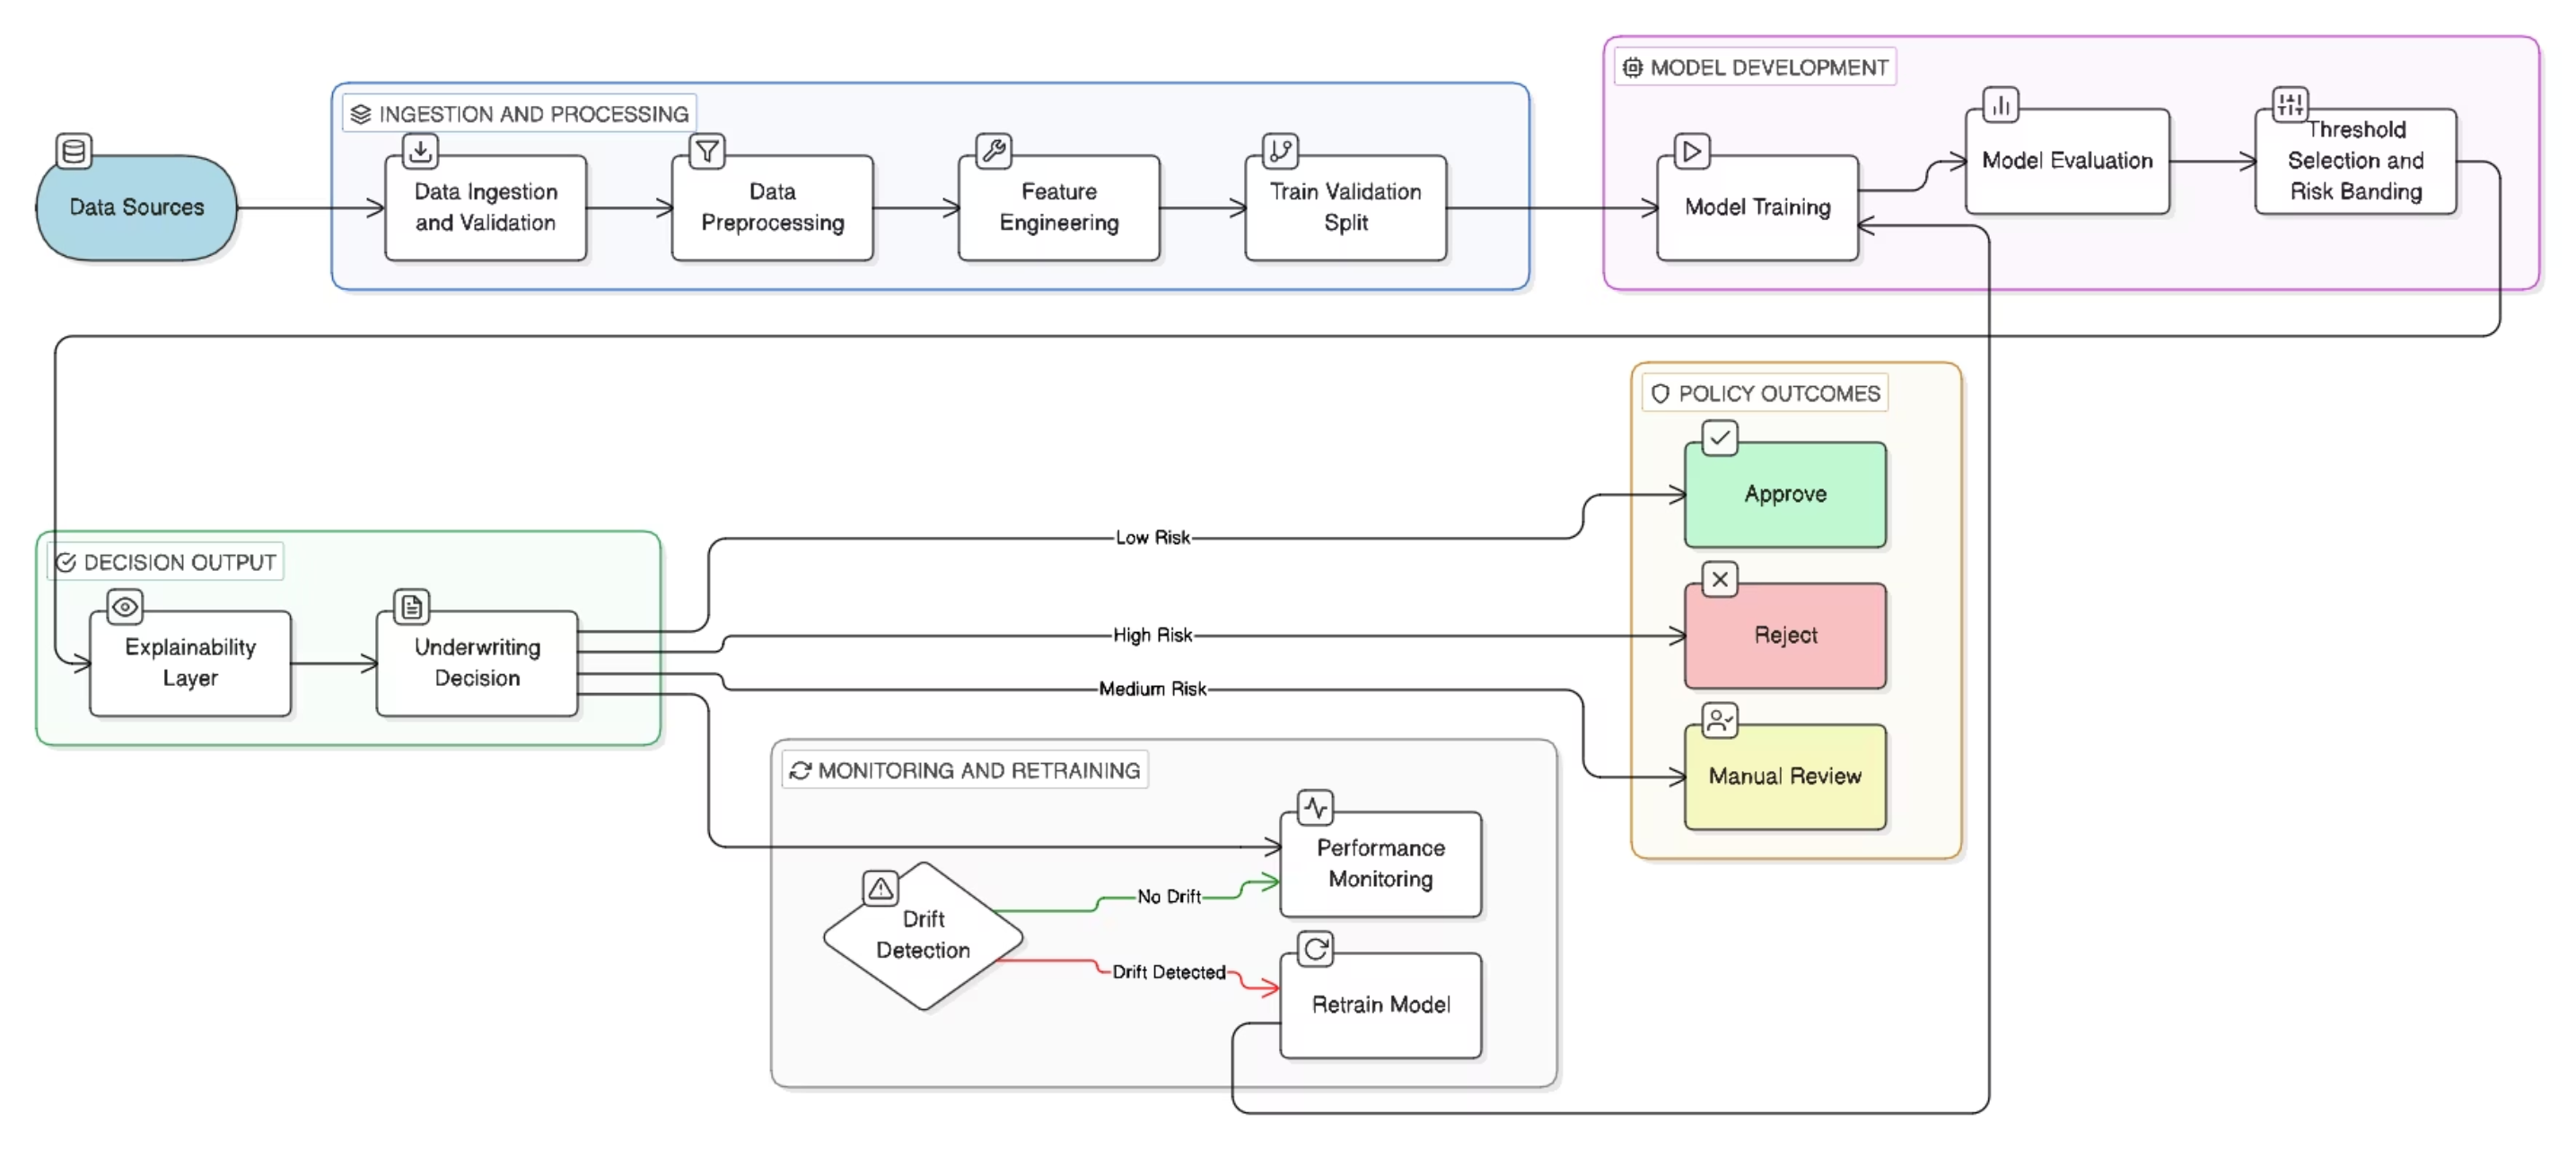 MODEL DEVELOPMENT
INGESTION AND PROCESSING
Data Sources
Data Ingestion
and Validation
Data
Preprocessing
Feature
Engineering
Train Validation
Split
Model Training
Model Evaluation
Threshold
Selection and
Risk Banding
POLICY OUTCOMES
Approve
Low Risk
DECISION OUTPUT
Explainability
Layer
Underwriting
Decision
High Risk
Reject
Medium Risk
Manual Review
MONITORING AND RETRAINING
Performance
Monitoring
No Drift
Drift
Detection
Drift Detected
Retrain Model